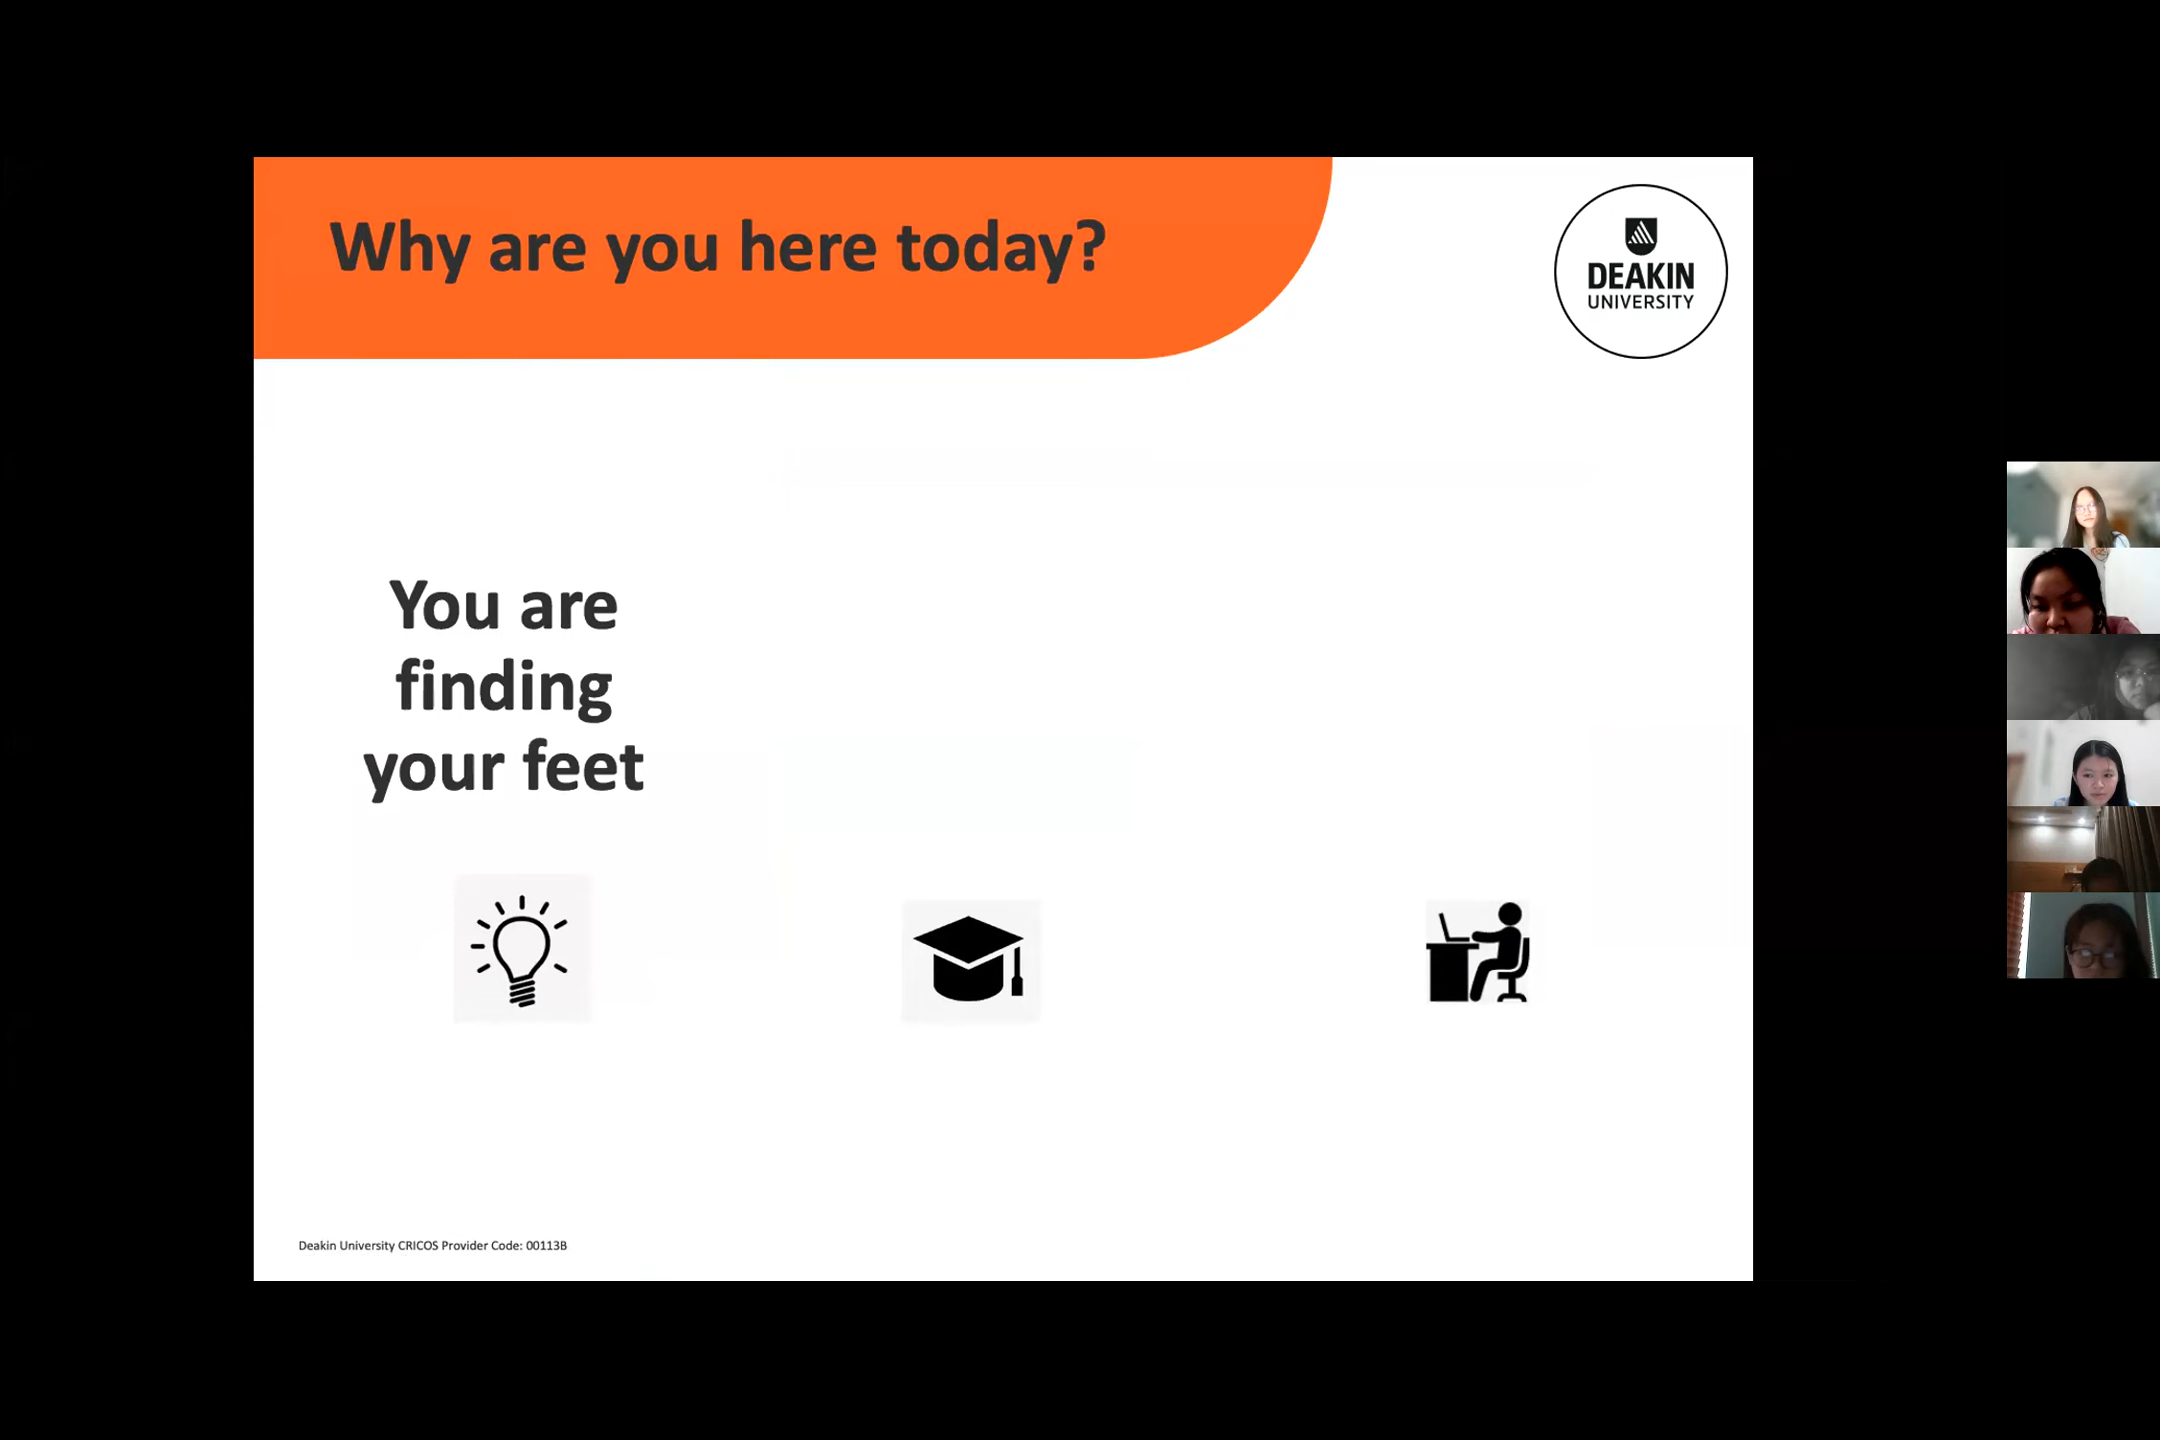 Why are you here today?
DEAKIN
UNIVERSITY
You are
finding
your feet
Deakin University CRICOS Provider Code: 00113B